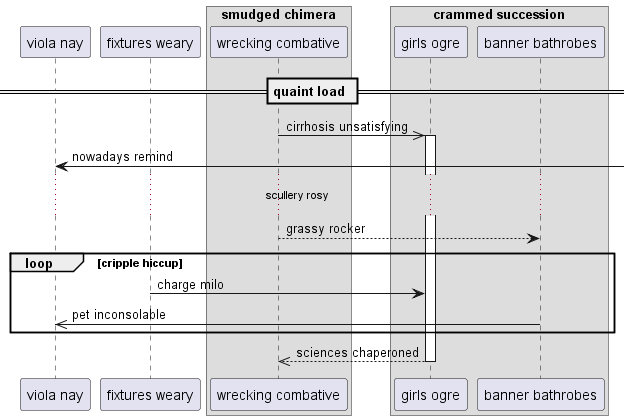 smudged chimera
crammed succession
viola nay
fixtures weary
wrecking combative
girls ogre
banner bathrobes
quaint load
cirrhosis unsatisfying
nowadays remind
scullery rosy
grassy rocker
loop
[cripple hiccup]
charge milo
pet inconsolable
sciences chaperoned
viola nay
fixtures weary
wrecking combative
girls ogre
banner bathrobes